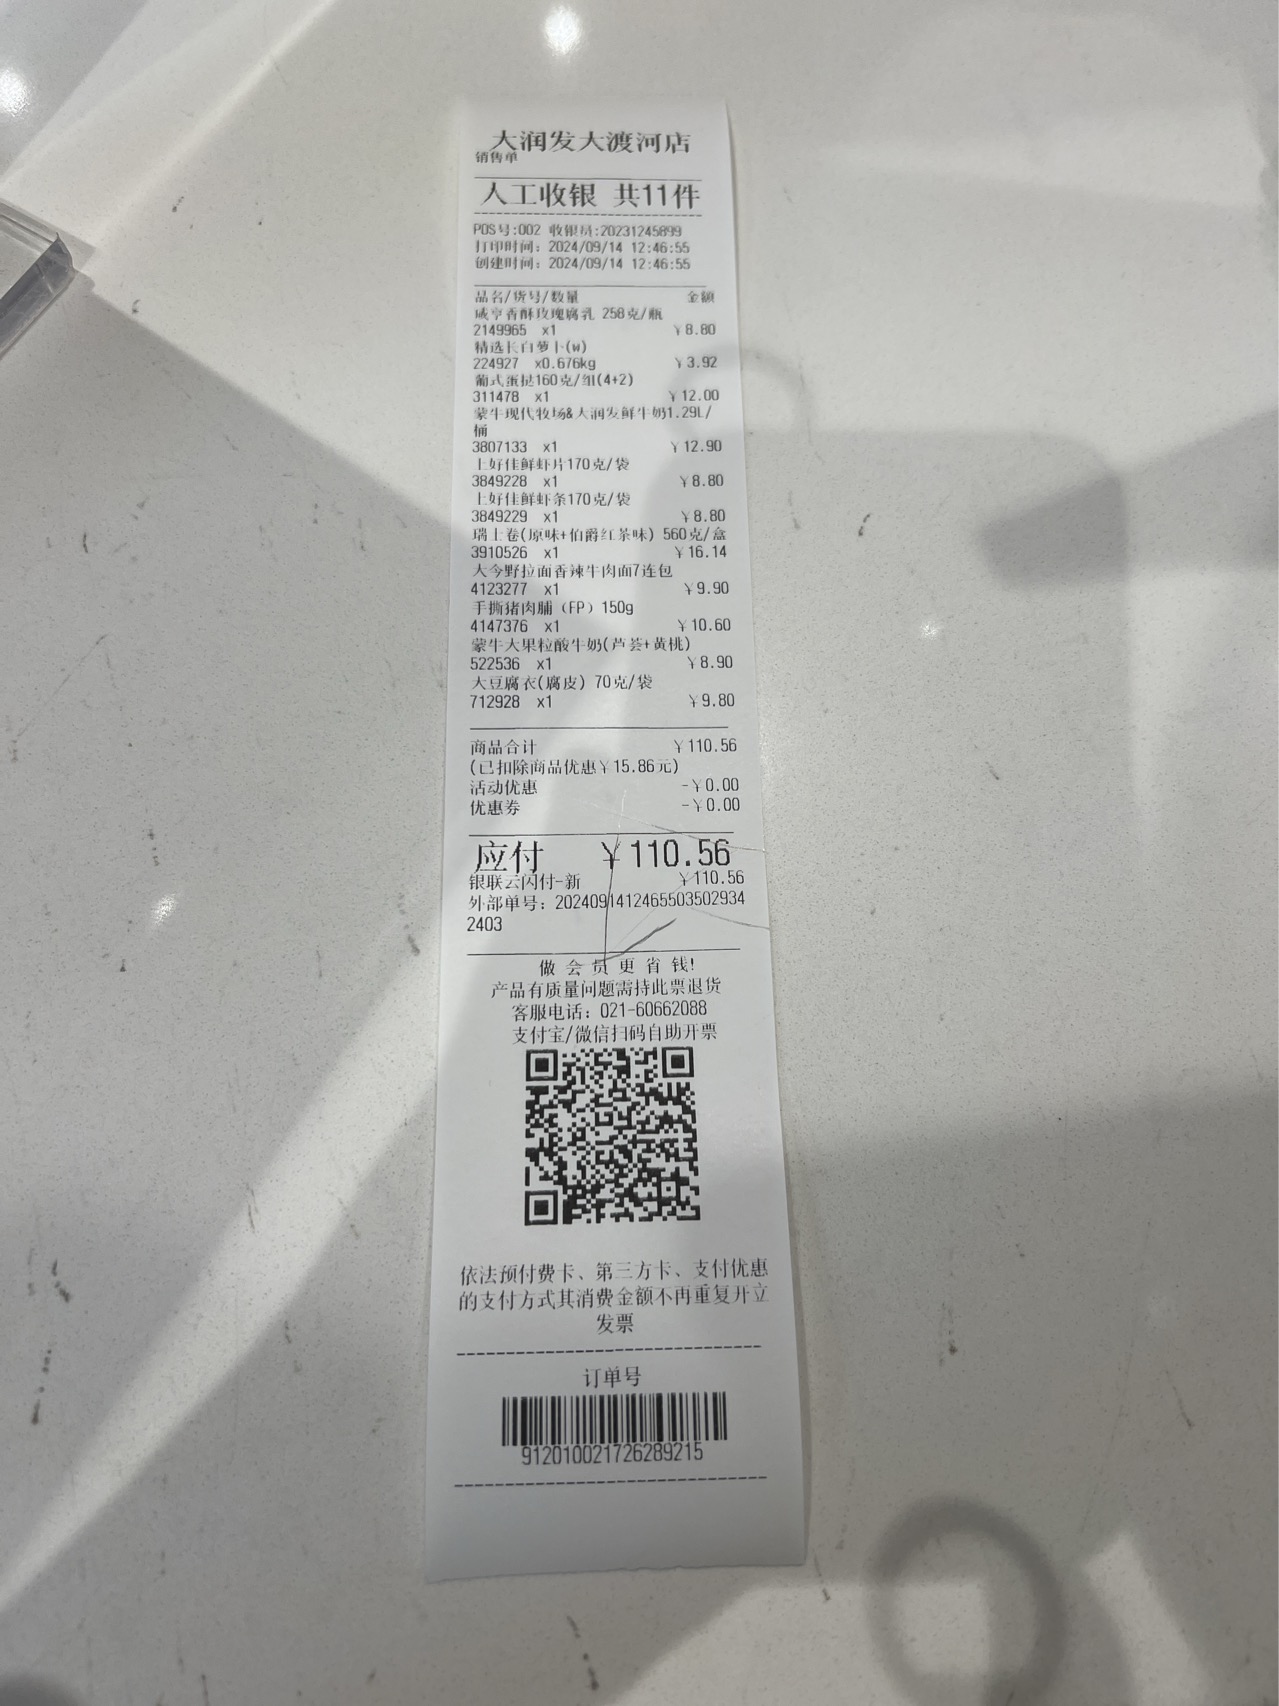 大润发大渡河店
销售单
人工收银 共11件
POS号:002 收银员:20231245899
打印时间: 2024/09/14 12:46:55
创建时间: 2024/09/14 12:46:55
品名/货号/数量 金额
咸亨香酥玫瑰腐乳 258克/瓶
2149965 x1 ￥8.80
精选长白萝卜(w)
224927 x0.676kg ￥3.92
葡式蛋挞160克/组(4+2)
311478 x1 ￥12.00
蒙牛现代牧场&大润发鲜牛奶1.29L/
桶
3807133 x1 ￥12.90
上好佳鲜虾片170克/袋
3849228 x1 ￥8.80
上好佳鲜虾条170克/袋
3849229 x1 ￥8.80
瑞士卷(原味+伯爵红茶味) 560克/盒
3910526 x1 ￥16.14
大今野拉面香辣牛肉面7连包
4123277 x1 ￥9.90
手撕猪肉脯（FP）150g
4147376 x1 ￥10.60
蒙牛大果粒酸牛奶(芦荟+黄桃)
522536 x1 ￥8.90
大豆腐衣(腐皮) 70克/袋
712928 x1 ￥9.80
商品合计 ￥110.56
(已扣除商品优惠￥15.86元)
活动优惠 -￥0.00
优惠券 -￥0.00
应付 ￥110.56
银联云闪付-新 ￥110.56
外部单号: 2024091412465503502934
2403
做 会 员 更 省 钱!
产品有质量问题需持此票退货
客服电话: 021-60662088
支付宝/微信扫码自助开票
依法预付费卡、第三方卡、支付优惠
的支付方式其消费金额不再重复开立
发票
订单号
912010021726289215